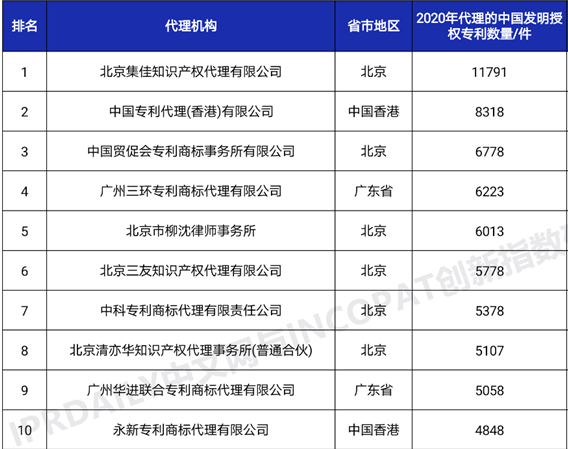 排名 代理机构 省市地区 2020年代理的中国发明授
权专利数量/件
1 北京集佳知识产权代理有限公司 北京 11791
2 中国专利代理(香港)有限公司 中国香港 8318
3 中国贸促会专利商标事务所有限公司 北京 6778
4 广州三环专利商标代理有限公司 广东省 6223
5 北京市柳沈律师事务所 北京 6013
6 北京三友知识产权代理有限公司 北京 5778
7 中科专利商标代理有限责任公司 北京 5378
8 北京清亦华知识产权代理事务所(普通合伙) 北京 5107
9 广州华进联合专利商标代理有限公司 广东省 5058
10 永新专利商标代理有限公司 中国香港 4848
IPRDAILY中文网与INCOPAT创新指数